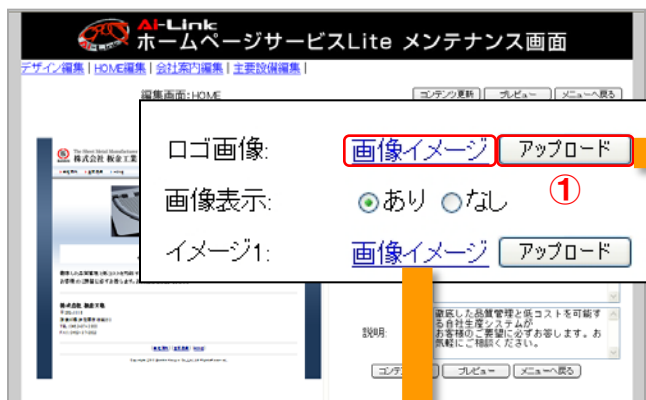 Ai-Link
ホームページサービスLite メンテナンス画面
デザイン編集 | HOME編集 | 会社案内編集 | 主要設備編集 |
編集画面:HOME
コンテンツ更新 プレビュー メニューへ戻る
ロゴ画像: 画像イメージ アップロード
画像表示: あり なし ①
イメージ1: 画像イメージ アップロード
株式会社 板金工業
説明:
徹底した品質管理と低コストを可能す
る自社生産システムが
お客様のご要望に必ずお答します。お
気軽にご相談ください。
プレビュー メニューへ戻る